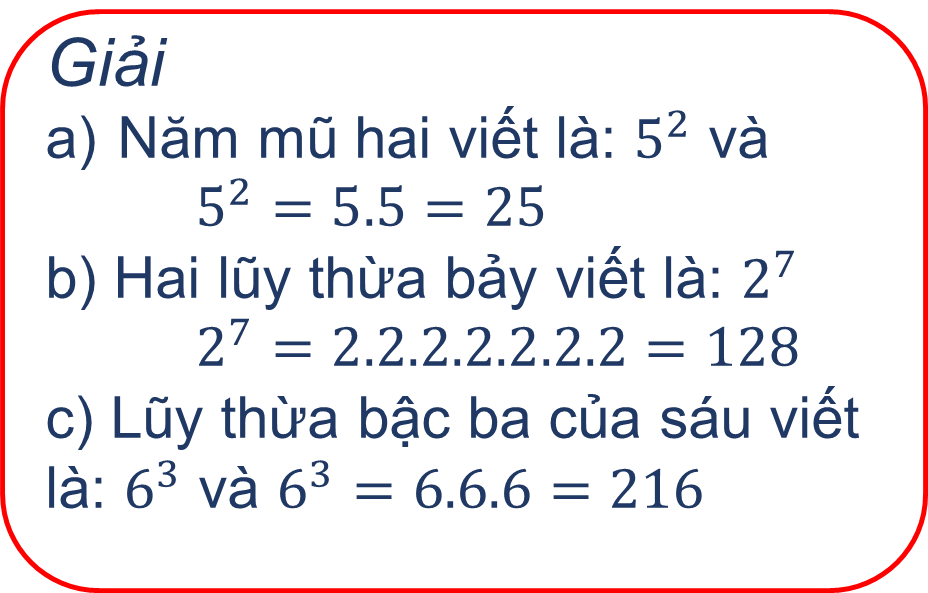 Giải
a) Năm mũ hai viết là: 5² và
5² = 5.5 = 25
b) Hai lũy thừa bảy viết là: 2⁷
2⁷ = 2.2.2.2.2.2.2 = 128
c) Lũy thừa bậc ba của sáu viết
là: 6³ và 6³ = 6.6.6 = 216